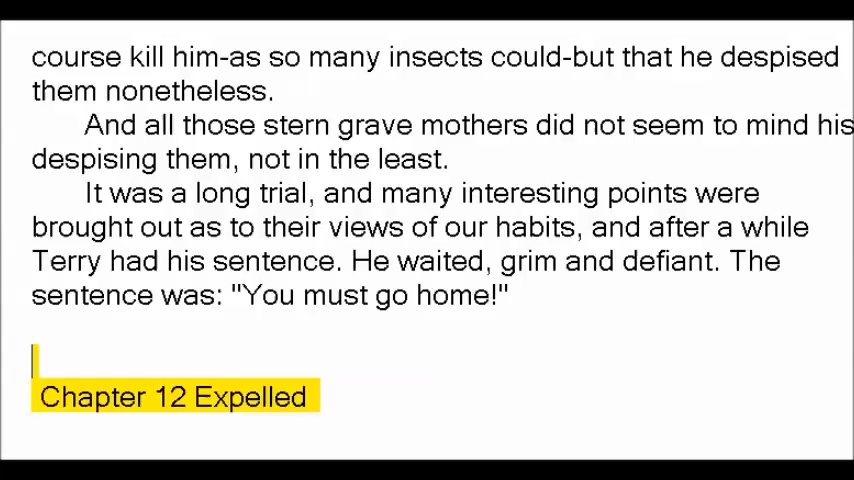 course kill him-as so many insects could-but that he despised
them nonetheless.
And all those stern grave mothers did not seem to mind his
despising them, not in the least.
It was a long trial, and many interesting points were
brought out as to their views of our habits, and after a while
Terry had his sentence. He waited, grim and defiant. The
sentence was: "You must go home!"
Chapter 12 Expelled